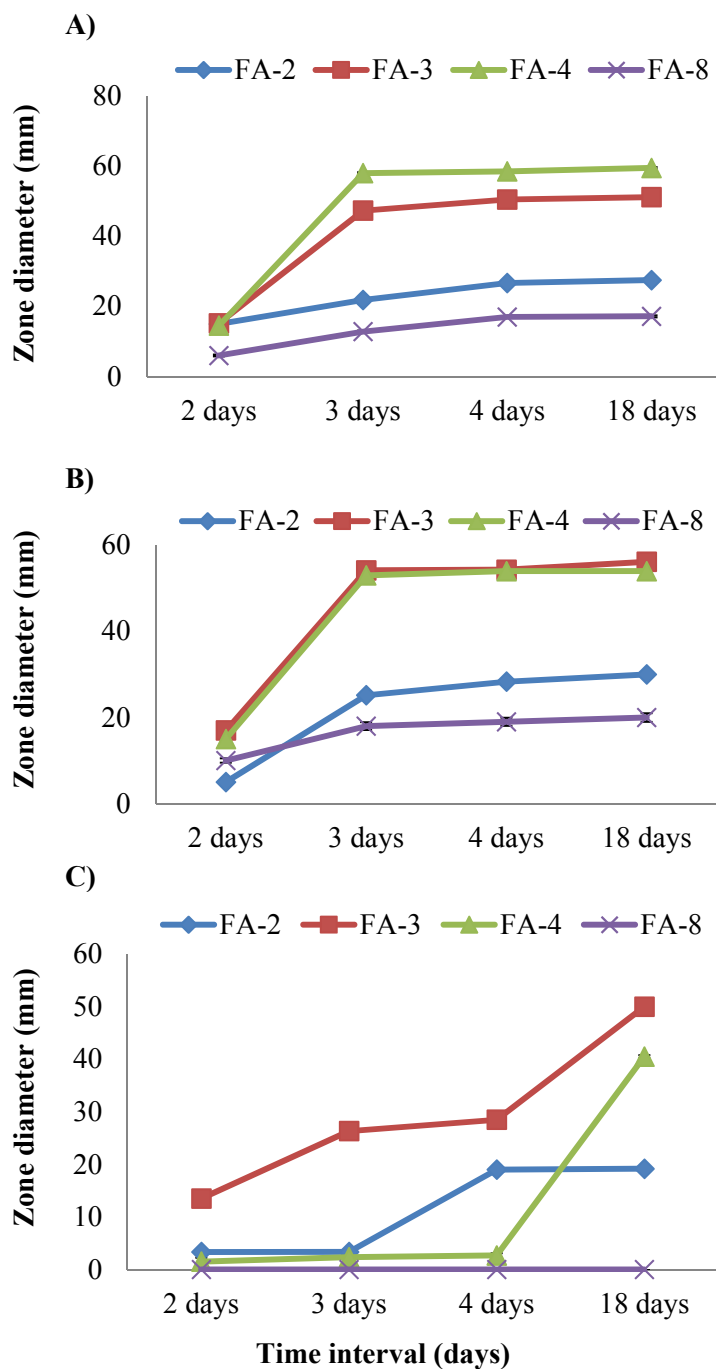 A)
FA-2 FA-3 FA-4 FA-8
Zone diameter (mm)
80
60
40
20
0
2 days 3 days 4 days 18 days
B)
FA-2 FA-3 FA-4 FA-8
Zone diameter (mm)
60
40
20
0
2 days 3 days 4 days 18 days
C)
FA-2 FA-3 FA-4 FA-8
Zone diameter (mm)
60
50
40
30
20
10
0
2 days 3 days 4 days 18 days
Time interval (days)